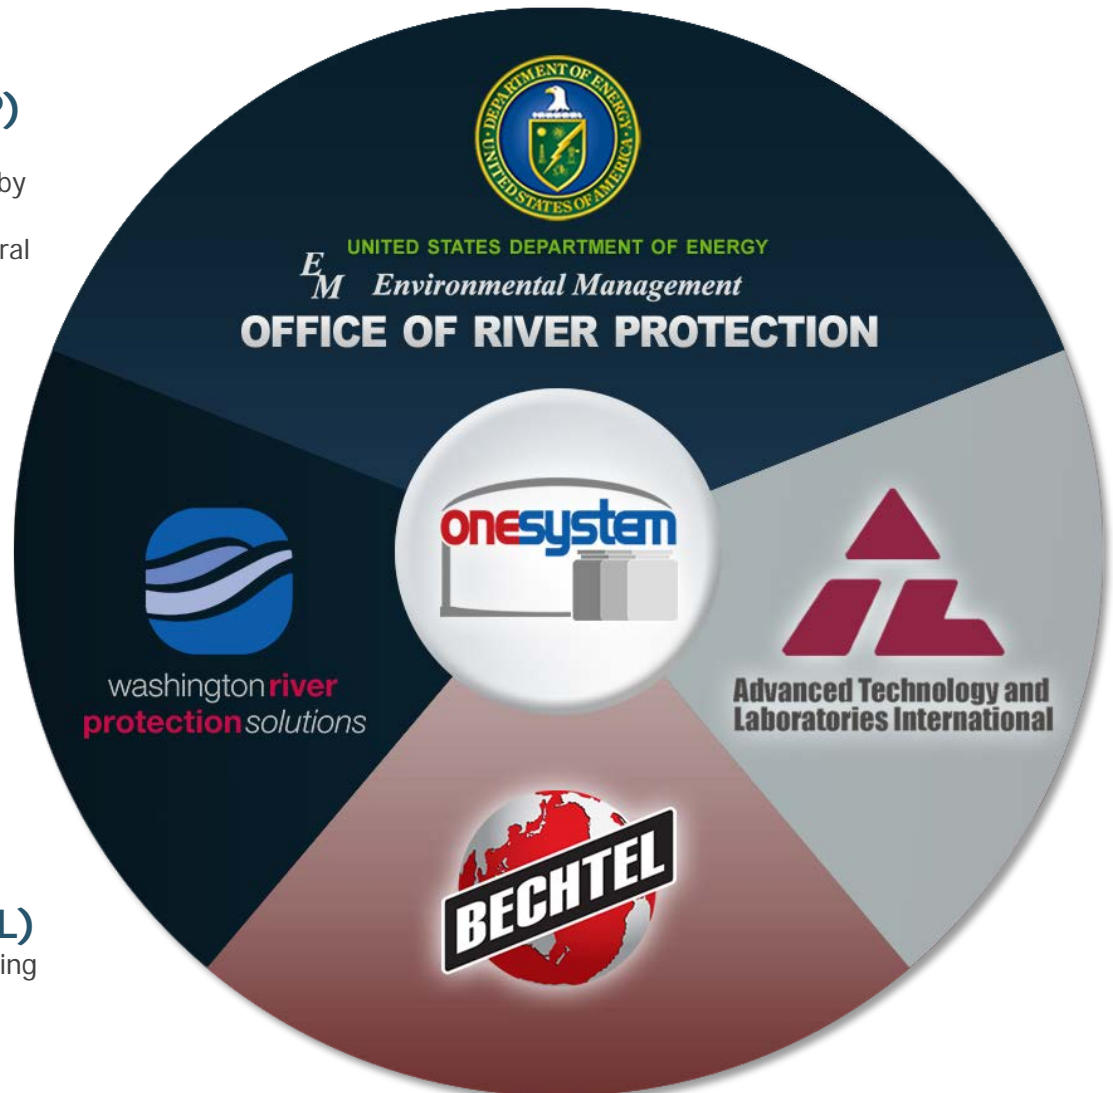 P)
by
ral
DEPARTMENT OF ENERGY
UNITED STATES OF AMERICA
UNITED STATES DEPARTMENT OF ENERGY
EM Environmental Management
OFFICE OF RIVER PROTECTION
onesystem
washington river
protection solutions
Advanced Technology and
Laboratories International
BECHTEL
L)
ing